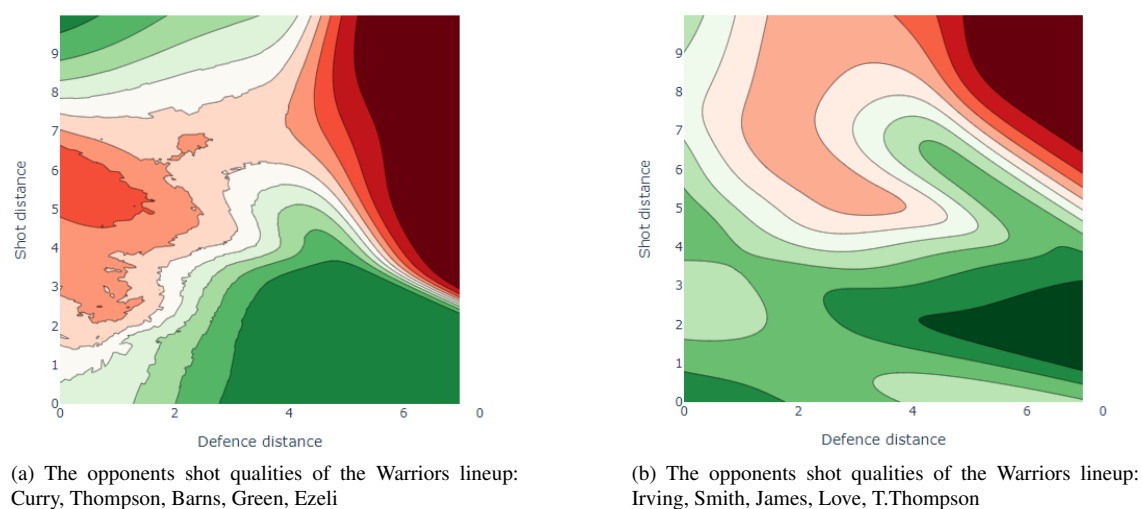 9
8
7
6
5
4
3
2
1
0
Shot distance
0 2 4 6 0
Defence distance
(a) The opponents shot qualities of the Warriors lineup:
Curry, Thompson, Barns, Green, Ezeli
9
8
7
6
5
4
3
2
1
0
Shot distance
0 2 4 6 0
Defence distance
(b) The opponents shot qualities of the Warriors lineup:
Irving, Smith, James, Love, T.Thompson